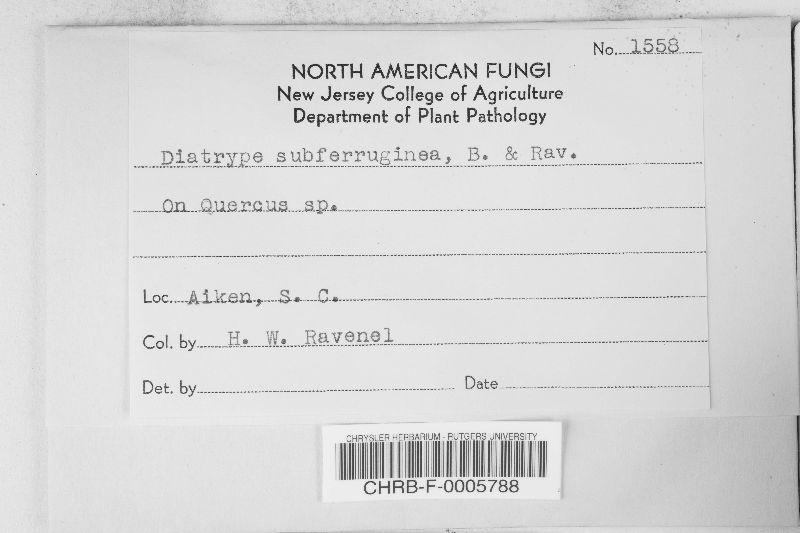 No. 1558
NORTH AMERICAN FUNGI
New Jersey College of Agriculture
Department of Plant Pathology
Diatrype subferruginea, B. & Rav.
On Quercus sp.
Loc. Aiken, S. C.
Col. by H. W. Ravenel
Det. by Date
CHRYSLER HERBARIUM - RUTGERS UNIVERSITY
CHRB-F-0005788